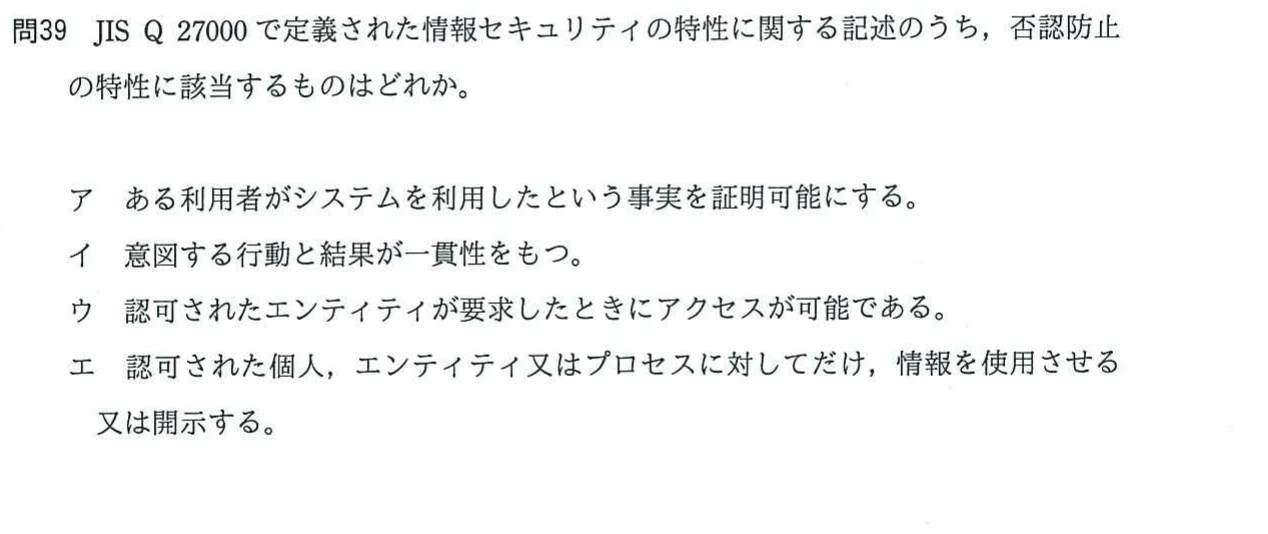 問39 JIS Q 27000 で定義された情報セキュリティの特性に関する記述のうち，否認防止
の特性に該当するものはどれか。
ア ある利用者がシステムを利用したという事実を証明可能にする。
イ 意図する行動と結果が一貫性をもつ。
ウ 認可されたエンティティが要求したときにアクセスが可能である。
エ 認可された個人，エンティティ又はプロセスに対してだけ，情報を使用させる
又は開示する。